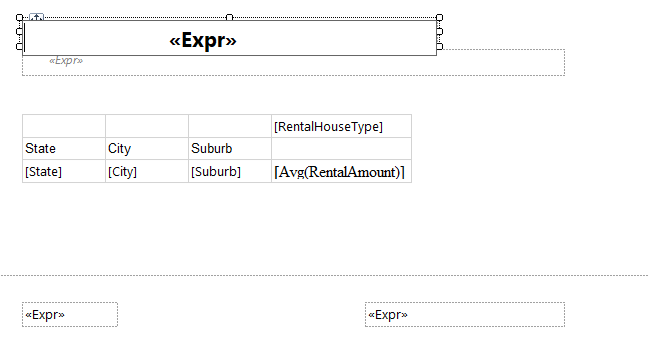 «Expr»
«Expr»
[RentalHouseType]
State City Suburb
[State] [City] [Suburb] [Avg(RentalAmount)]
«Expr» «Expr»